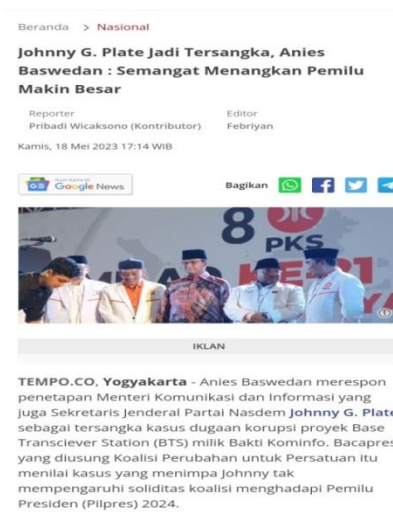 Beranda > Nasional
Johnny G. Plate Jadi Tersangka, Anies
Baswedan : Semangat Menangkan Pemilu
Makin Besar
Reporter
Pribadi Wicaksono (Kontributor)
Editor
Febriyan
Kamis, 18 Mei 2023 17:14 WIB
Google News
Bagikan
8 PKS
IKLAN
TEMPO.CO, Yogyakarta - Anies Baswedan merespon
penetapan Menteri Komunikasi dan Informasi yang
juga Sekretaris Jenderal Partai Nasdem Johnny G. Plate
sebagai tersangka kasus dugaan korupsi proyek Base
Transciever Station (BTS) milik Bakti Kominfo. Bacapres
yang diusung Koalisi Perubahan untuk Persatuan itu
menilai kasus yang menimpa Johnny tak
mempengaruhi soliditas koalisi menghadapi Pemilu
Presiden (Pilpres) 2024.